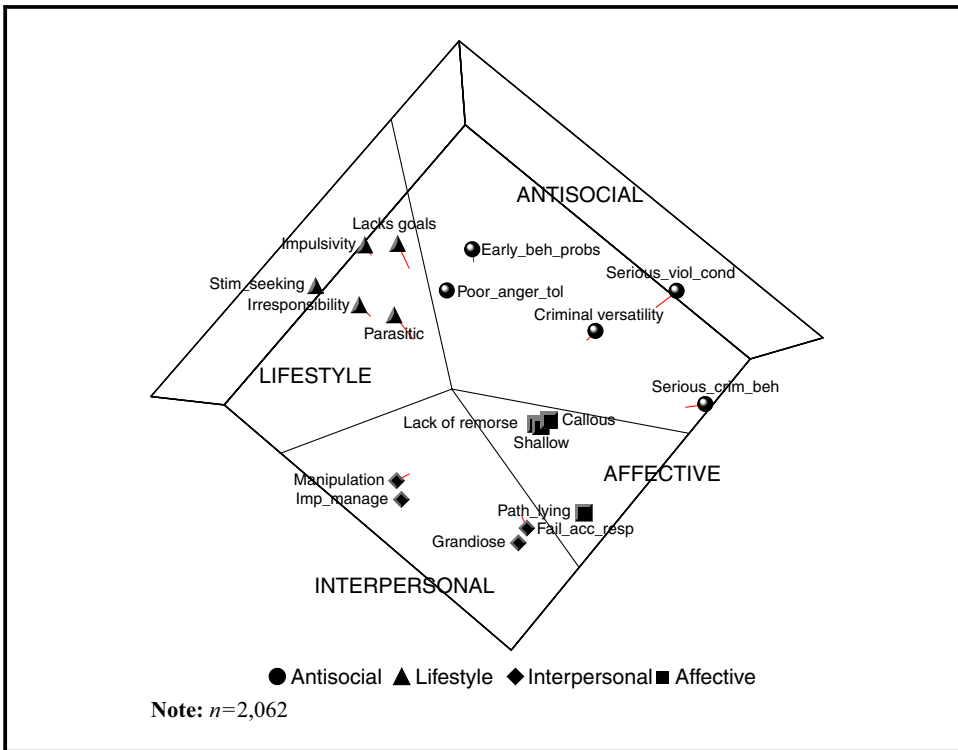 ANTISOCIAL
Lacks goals
Impulsivity
Early_beh_probs
Serious_viol_cond
Stim_seeking
Irresponsibility
Poor_anger_tol
Criminal versatility
Parasitic
LIFESTYLE
Serious_crim_beh
Lack of remorse
Callous
Shallow
AFFECTIVE
Manipulation
Imp_manage
Path_lying
Fail_acc_resp
Grandiose
INTERPERSONAL
Antisocial Lifestyle Interpersonal Affective
Note: n=2,062